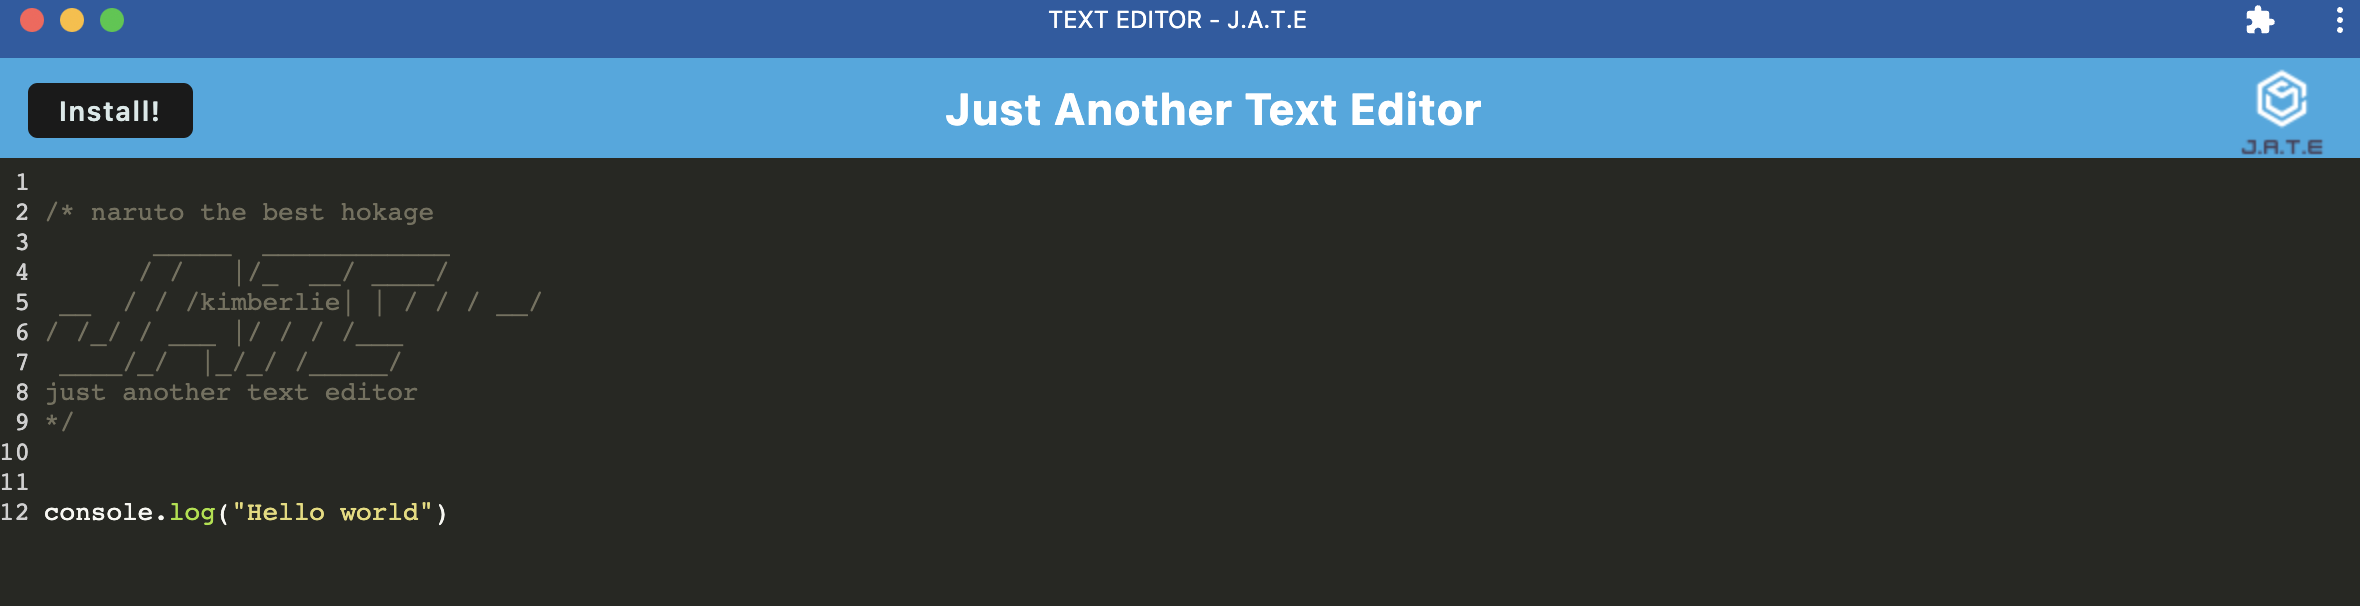 TEXT EDITOR - J.A.T.E
Install!
Just Another Text Editor
J.A.T.E
1
2 /* naruto the best hokage
3        _____  ____________
4       / /   |/_  __/ ____/
5  __  / / /kimberlie| | / / / __/
6 / /_/ / ___ |/ / / /___
7  ____/_/  |_/_/ /_____/
8 just another text editor
9 */
10
11
12 console.log("Hello world")